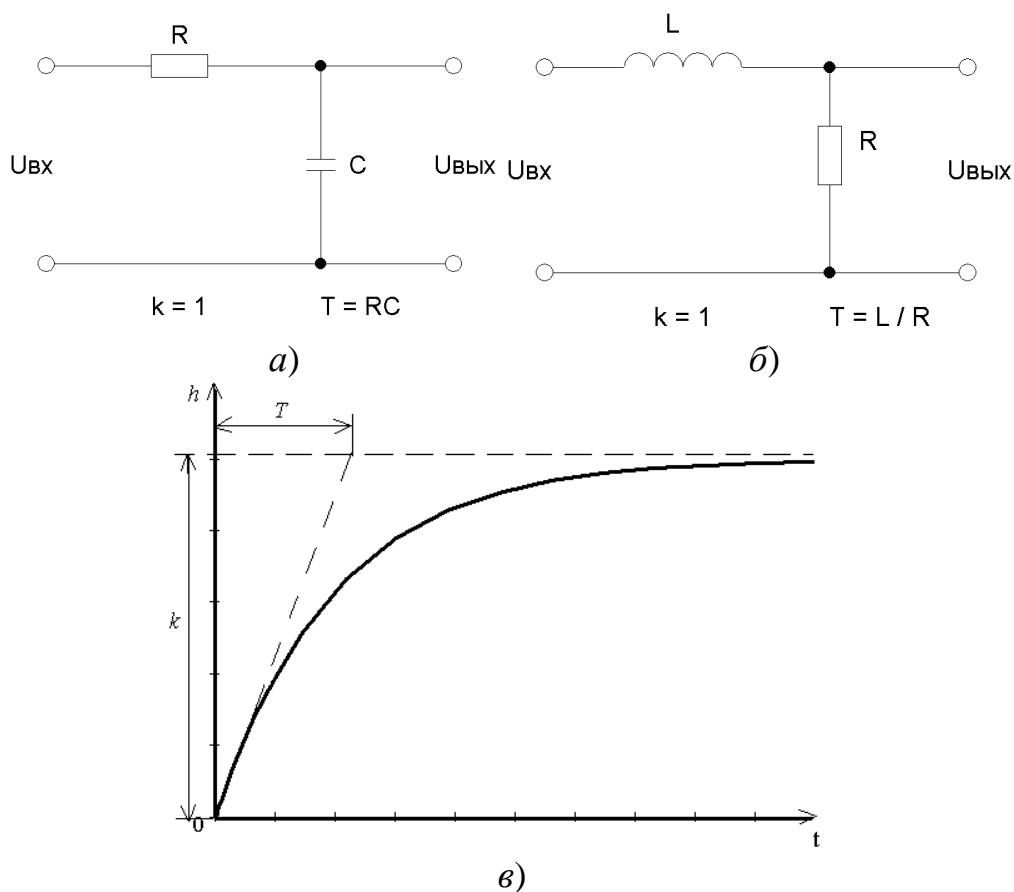 R
C
Uвх
Uвых
k = 1 T = RC
а)
L
R
Uвх
Uвых
k = 1 T = L / R
б)
h
T
k
0
t
в)